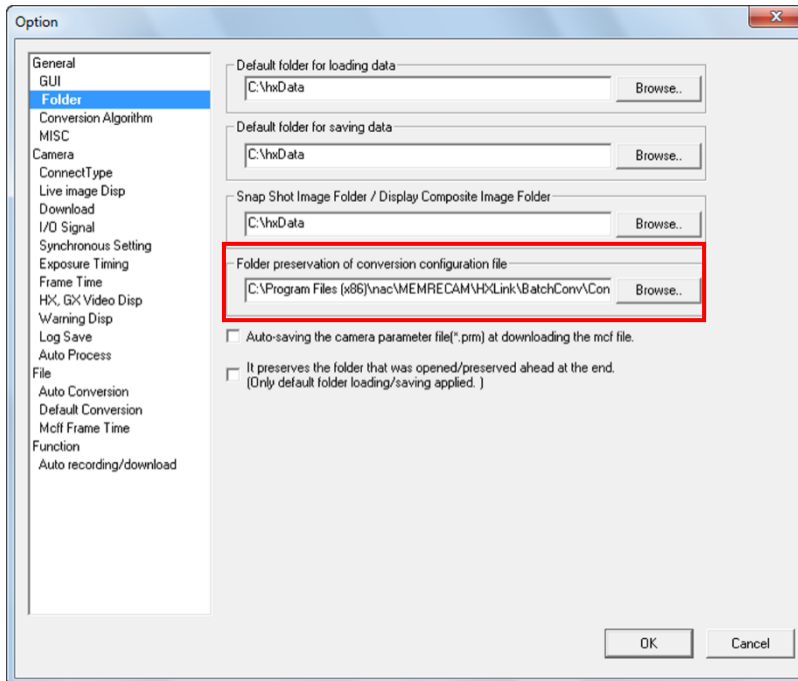 Option
General
GUI
Folder
Conversion Algorithm
MISC
Camera
ConnectType
Live image Disp
Download
I/O Signal
Synchronous Setting
Exposure Timing
Frame Time
HX, GX Video Disp
Warning Disp
Log Save
Auto Process
File
Auto Conversion
Default Conversion
Mcff Frame Time
Function
Auto recording/download
Default folder for loading data
C:\hxData
Browse..
Default folder for saving data
C:\hxData
Browse..
Snap Shot Image Folder / Display Composite Image Folder
C:\hxData
Browse..
Folder preservation of conversion configuration file
C:\Program Files (x86)\nac\MEMRECAM\HXLink\BatchConv\Con
Browse..
Auto-saving the camera parameter file(*.prm) at downloading the mcf file.
It preserves the folder that was opened/preserved ahead at the end.
(Only default folder loading/saving applied. )
OK
Cancel